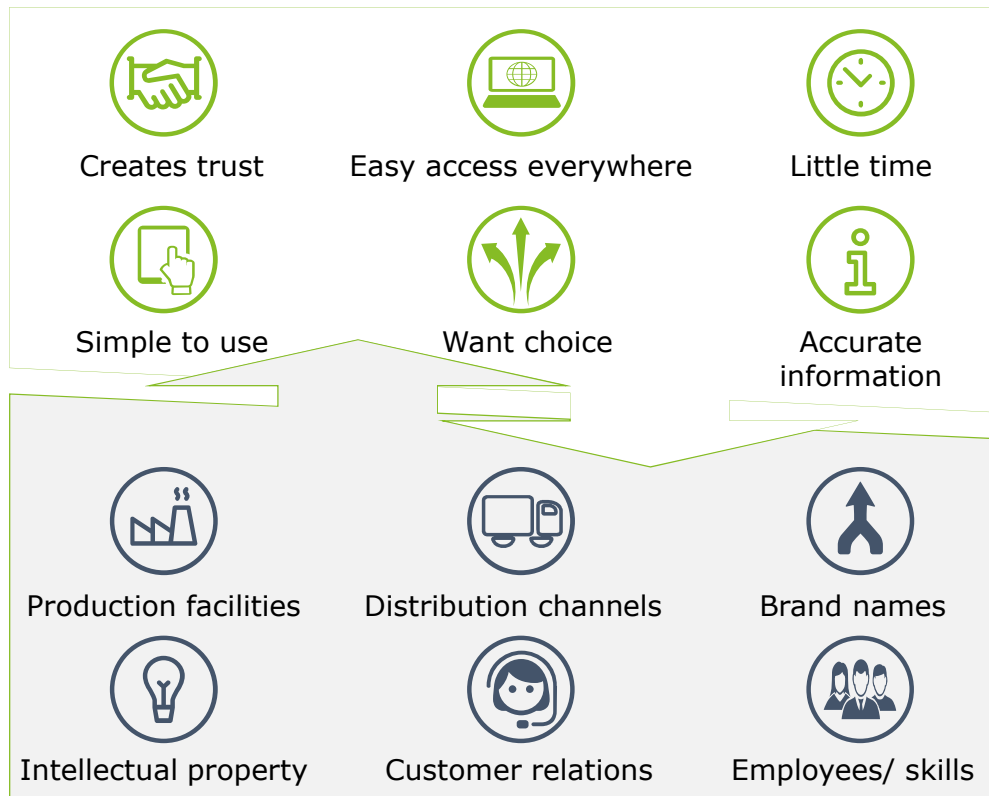 Creates trust
Easy access everywhere
Little time
Simple to use
Want choice
Accurate
information
Production facilities
Distribution channels
Brand names
Intellectual property
Customer relations
Employees/ skills